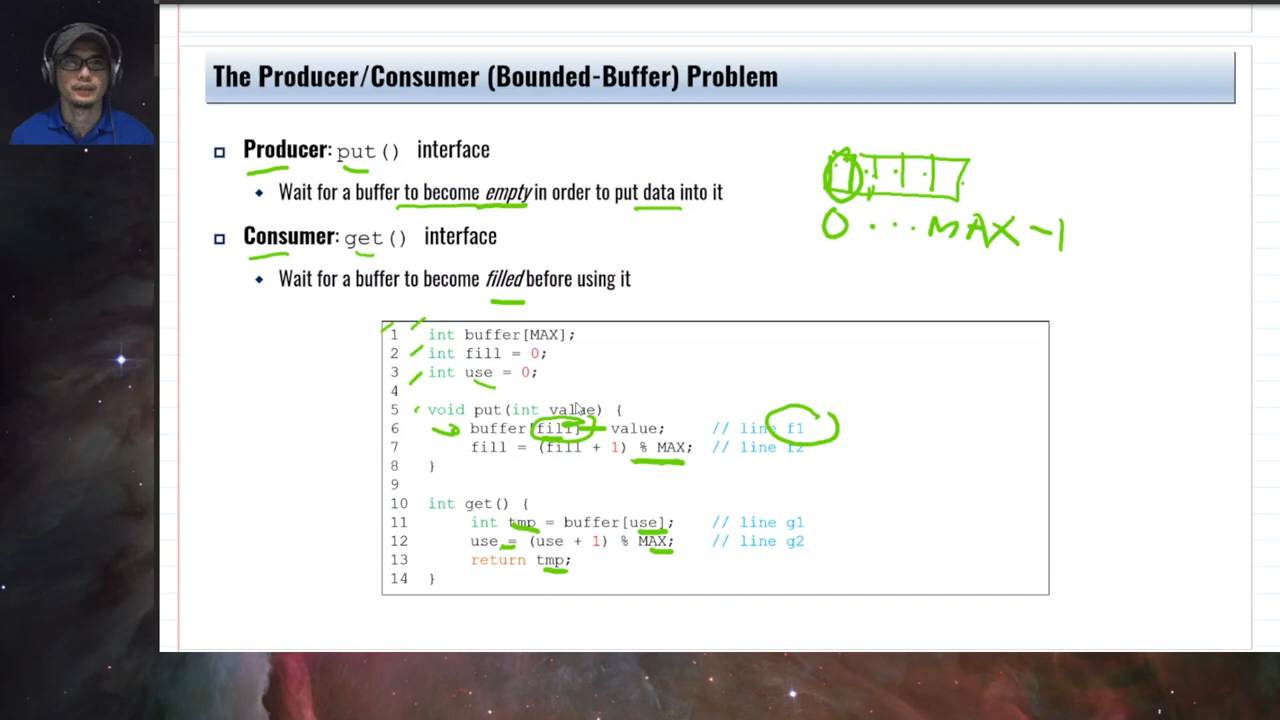 The Producer/Consumer (Bounded-Buffer) Problem
Producer: put() interface
Wait for a buffer to become empty in order to put data into it
Consumer: get() interface
Wait for a buffer to become filled before using it
0 ... MAX -1
1 int buffer[MAX];
2 int fill = 0;
3 int use = 0;
4
5 void put(int value) {
6 buffer[fill] = value; // line f1
7 fill = (fill + 1) % MAX; // line f2
8 }
9
10 int get() {
11 int tmp = buffer[use]; // line g1
12 use = (use + 1) % MAX; // line g2
13 return tmp;
14 }